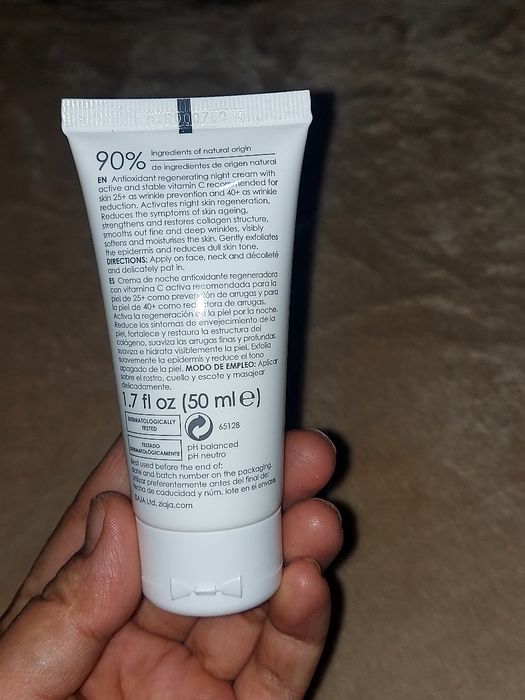 90% ingredients of natural origin
de ingredientes de origen natural
EN Antioxidant regenerating night cream with
active and stable vitamin C recommended for
skin 25+ as wrinkle prevention and 40+ as wrinkle
reduction. Activates night skin regeneration.
Reduces the symptoms of skin ageing,
strengthens and restores collagen structure,
smooths out fine and deep wrinkles, visibly
softens and moisturises the skin. Gently exfoliates
the epidermis and reduces dull skin tone.
DIRECTIONS: Apply on face, neck and décolleté
and delicately pat in.
ES Crema de noche antioxidante regeneradora
con vitamina C activa recomendada para la
piel de 25+ como prevención de arrugas y para
la piel de 40+ como reductora de arrugas.
Activa la regeneración de la piel por la noche.
Reduce los síntomas de envejecimiento de la
piel, fortalece y restaura la estructura del
colágeno, suaviza las arrugas finas y profundas,
suaviza e hidrata visiblemente la piel. Exfolia
suavemente la epidermis y reduce el tono
apagado de la piel. MODO DE EMPLEO: Aplicar
sobre el rostro, cuello y escote y masajear
delicadamente.
1.7 fl oz (50 ml ℮)
DERMATOLOGICALLY
TESTED
65128
TESTADO
DERMATOLÓGICAMENTE
pH balanced
pH neutro
Best used before the end of:
date and batch number on the packaging.
Utilizar preferentemente antes del final de:
fecha de caducidad y núm. lote en el envase.
ZIAJA Ltd, ziaja.com